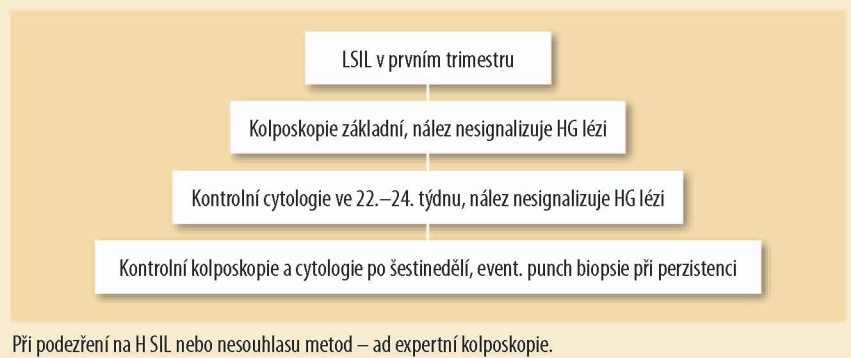 LSIL v prvním trimestru
Kolposkopie základní, nález nesignalizuje HG lézi
Kontrolní cytologie ve 22.–24. týdnu, nález nesignalizuje HG lézi
Kontrolní kolposkopie a cytologie po šestinedělí, event. punch biopsie při perzistenci
Při podezření na H SIL nebo nesouhlasu metod – ad expertní kolposkopie.